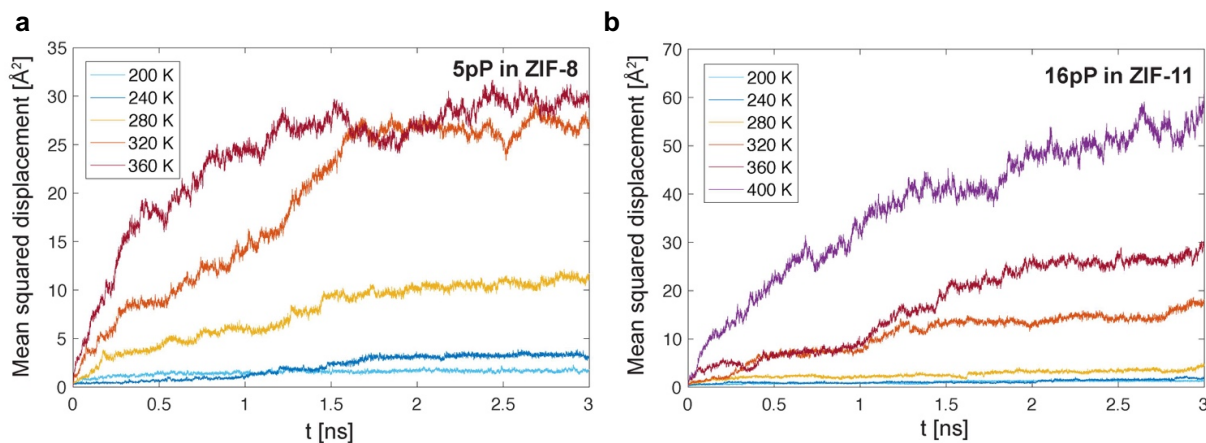 a
35
30
25
20
15
10
5
0
Mean squared displacement [Å²]
200 K
240 K
280 K
320 K
360 K
5pP in ZIF-8
0 0.5 1 1.5 2 2.5 3
t [ns]
b
70
60
50
40
30
20
10
0
Mean squared displacement [Å²]
200 K
240 K
280 K
320 K
360 K
400 K
16pP in ZIF-11
0 0.5 1 1.5 2 2.5 3
t [ns]